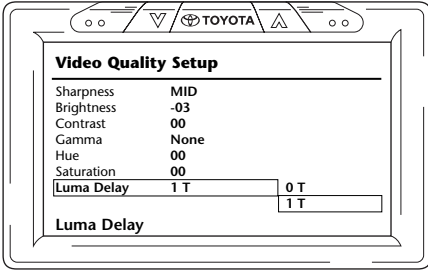 TOYOTA
Video Quality Setup
Sharpness MID
Brightness -03
Contrast 00
Gamma None
Hue 00
Saturation 00
Luma Delay 1 T 0 T
1 T
Luma Delay